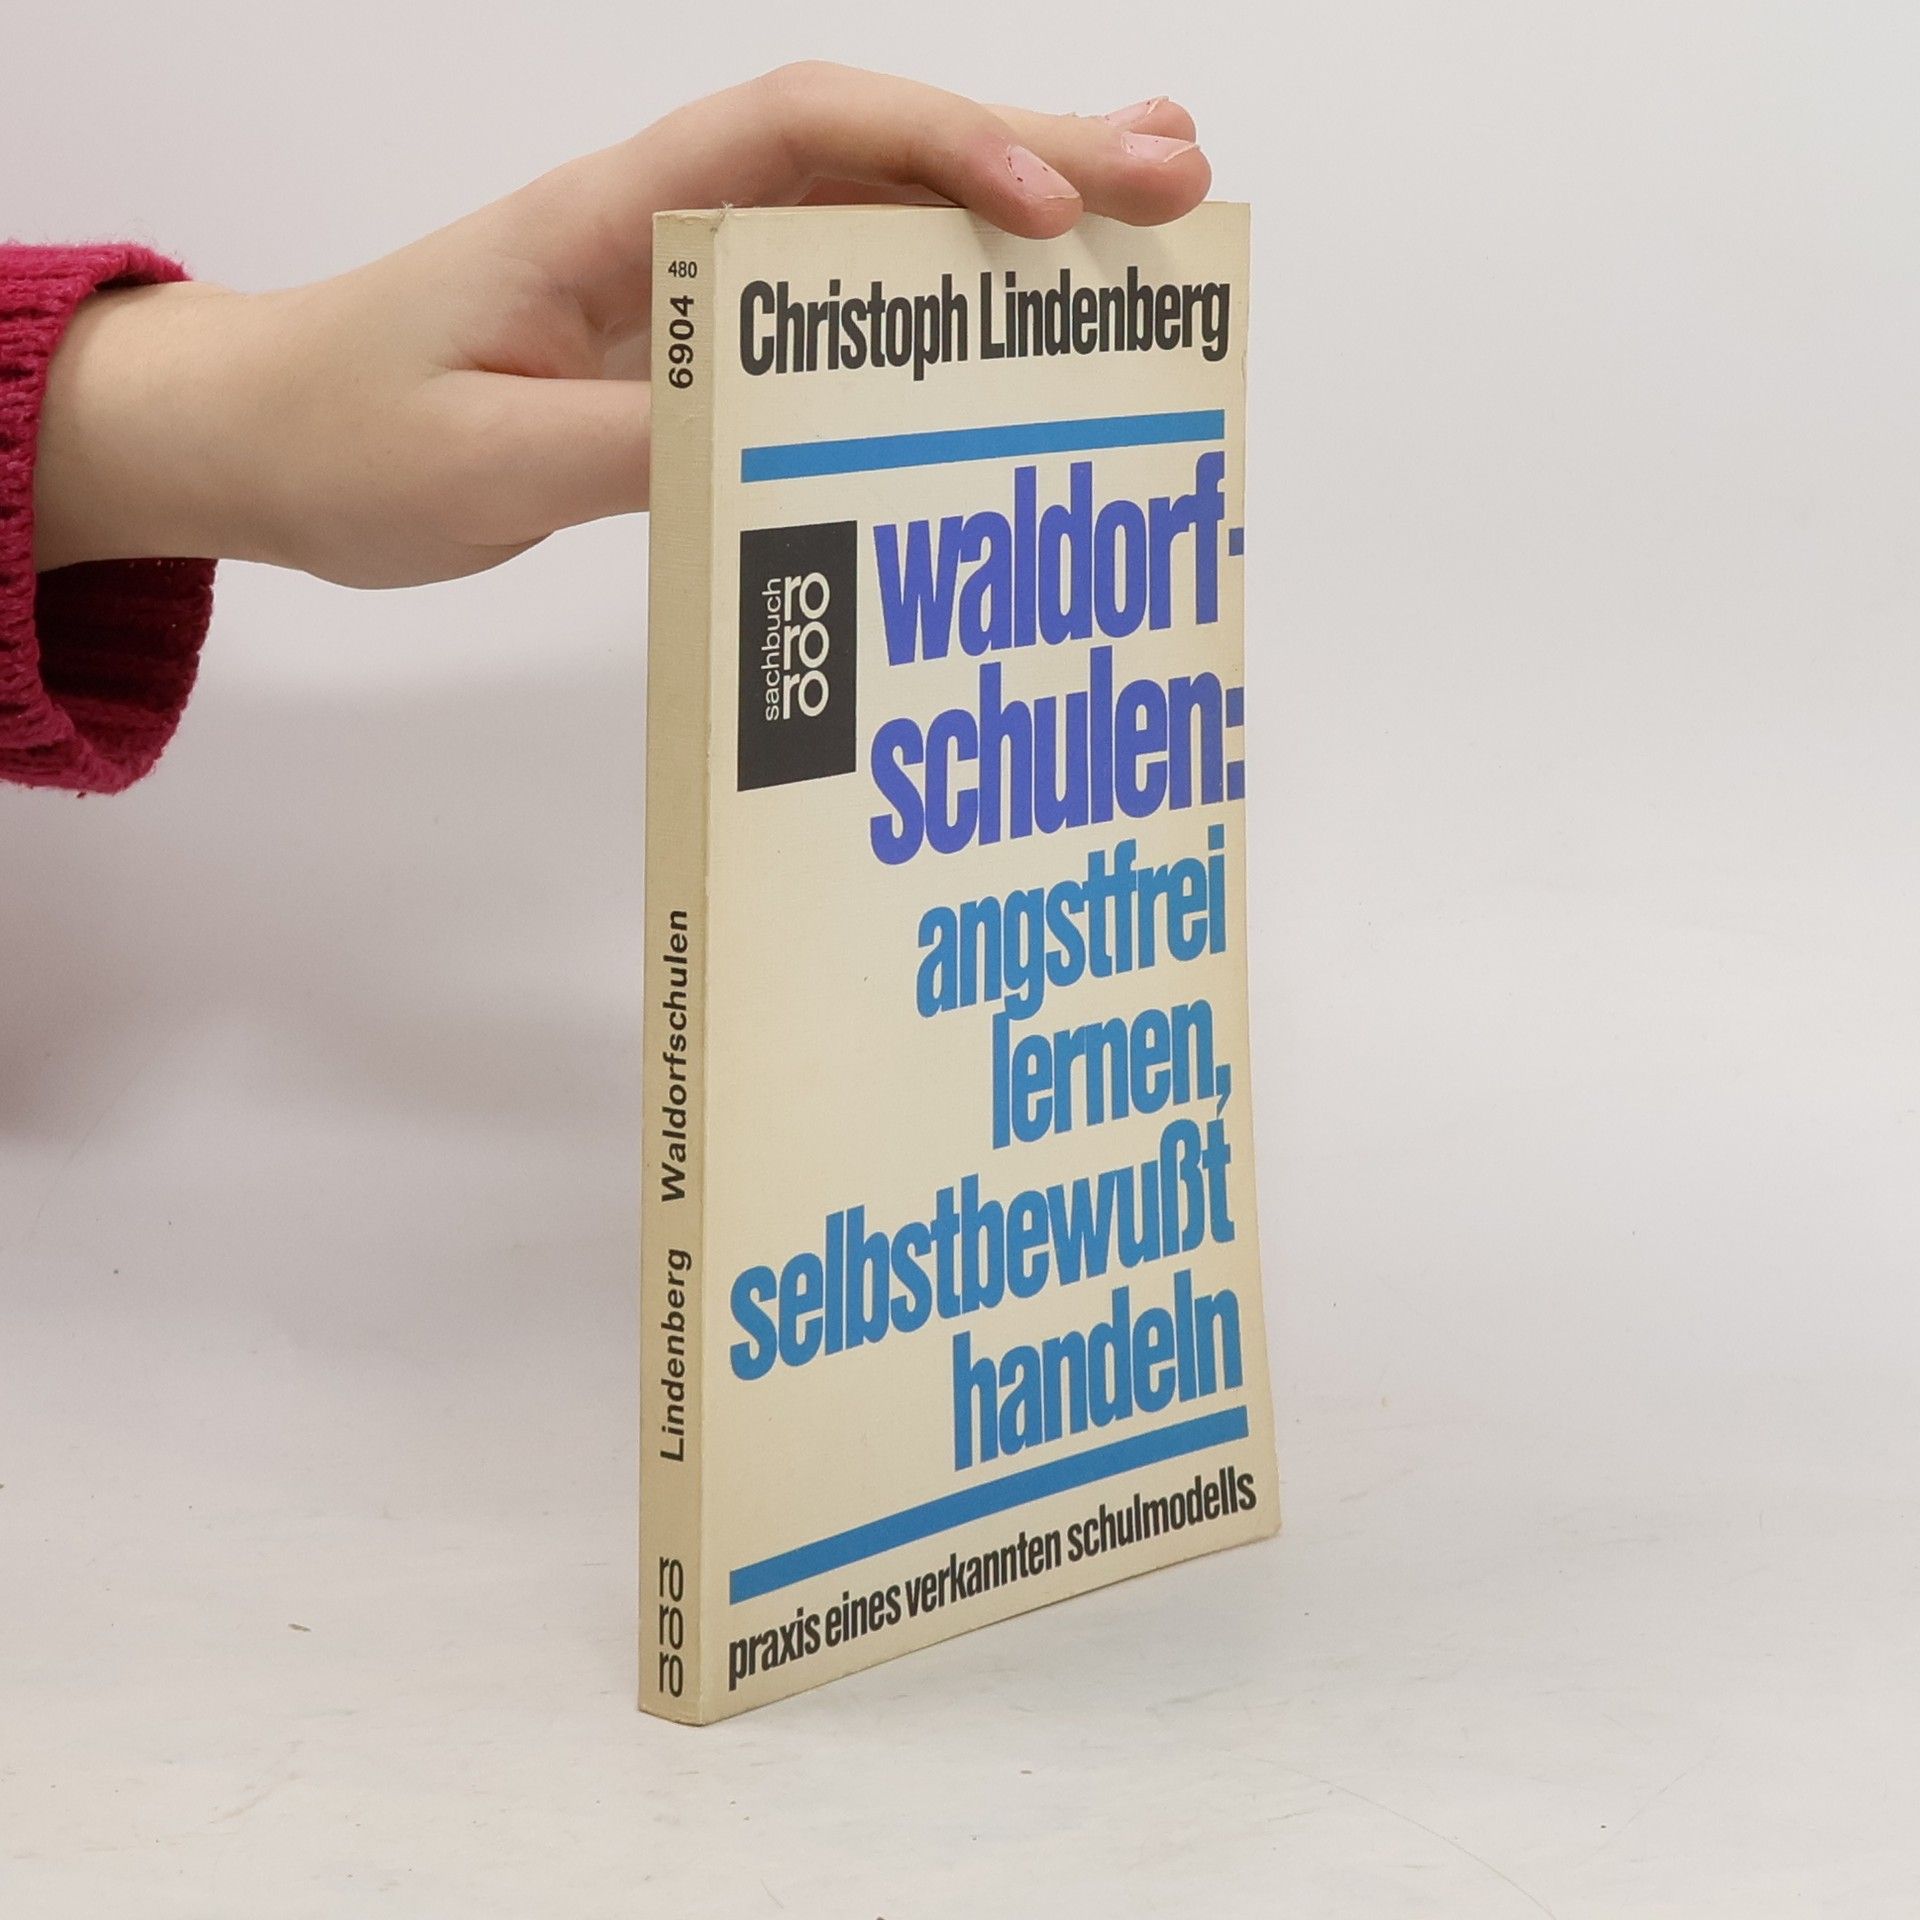 480
6904
Lindenberg Waldorfschulen
ro
ro
ro
Christoph Lindenberg
sachbuch
ro
ro
ro
waldorf-
schulen:
angstfrei
lernen,
selbstbewußt
handeln
praxis eines verkannten schulmodells